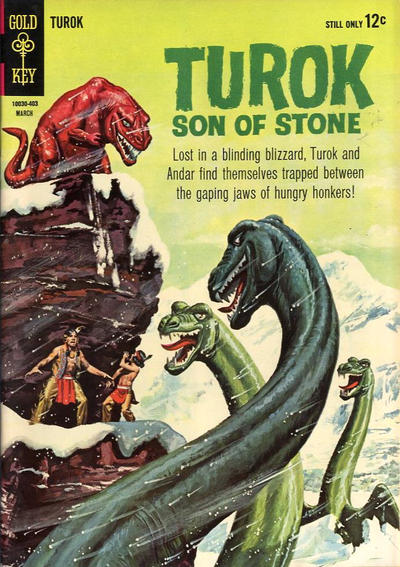 GOLD
KEY
TUROK
STILL ONLY 12c
10030-403
MARCH
TUROK
SON OF STONE
Lost in a blinding blizzard, Turok and
Andar find themselves trapped between
the gaping jaws of hungry honkers!